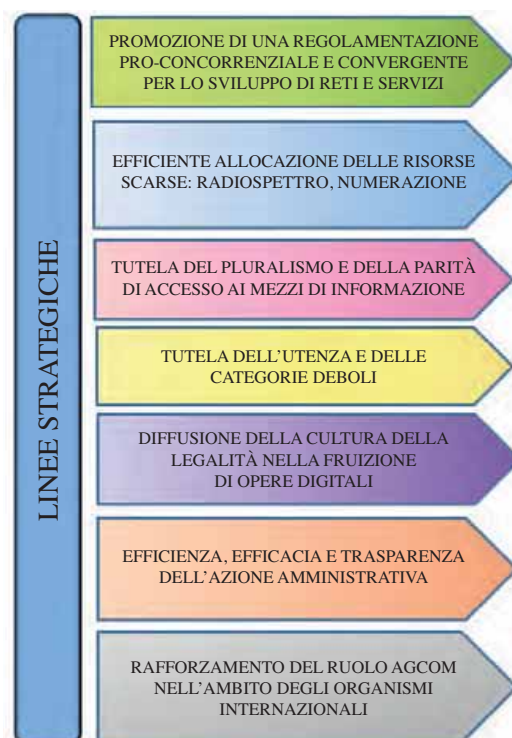 LINEE STRATEGICHE
PROMOZIONE DI UNA REGOLAMENTAZIONE
PRO-CONCORRENZIALE E CONVERGENTE
PER LO SVILUPPO DI RETI E SERVIZI
EFFICIENTE ALLOCAZIONE DELLE RISORSE
SCARSE: RADIOSPETTRO, NUMERAZIONE
TUTELA DEL PLURALISMO E DELLA PARITÀ
DI ACCESSO AI MEZZI DI INFORMAZIONE
TUTELA DELL’UTENZA E DELLE
CATEGORIE DEBOLI
DIFFUSIONE DELLA CULTURA DELLA
LEGALITÀ NELLA FRUIZIONE
DI OPERE DIGITALI
EFFICIENZA, EFFICACIA E TRASPARENZA
DELL’AZIONE AMMINISTRATIVA
RAFFORZAMENTO DEL RUOLO AGCOM
NELL’AMBITO DEGLI ORGANISMI
INTERNAZIONALI